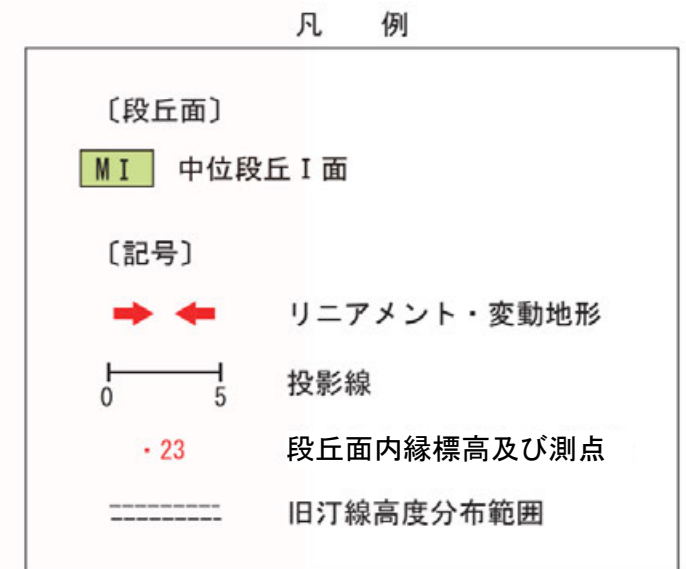 凡 例
〔段丘面〕
MⅠ 中位段丘Ⅰ面
〔記号〕
リニアメント・変動地形
0 5 投影線
・23 段丘面内縁標高及び測点
旧汀線高度分布範囲